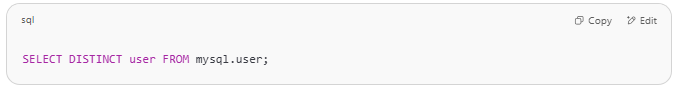 sql
Copy
Edit
SELECT DISTINCT user FROM mysql.user;